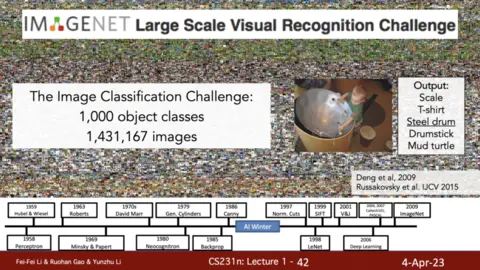 IMAGENET Large Scale Visual Recognition Challenge
The Image Classification Challenge:
1,000 object classes
1,431,167 images
Output:
Scale
T-shirt
Steel drum
Drumstick
Mud turtle
Deng et al, 2009
Russakovsky et al. IJCV 2015
1959
Hubel & Wiesel
1963
Roberts
1970s
David Marr
1979
Gen. Cylinders
1986
Canny
1997
Norm. Cuts
1999
SIFT
2001
V&J
2009
ImageNet
AI Winter
1958
Perceptron
1969
Minsky & Papert
1980
Neocognitron
1985
Backprop
1998
LeNet
2006
Deep Learning
Fei-Fei Li & Ruohan Gao & Yunzhu Li
CS231n: Lecture 1 - 42
4-Apr-23